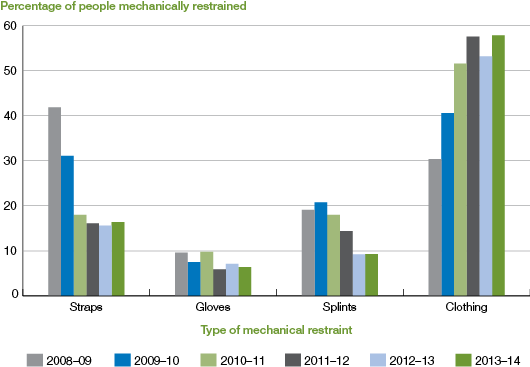 Percentage of people mechanically restrained
60
50
40
30
20
10
0
Straps Gloves Splints Clothing
Type of mechanical restraint
2008–09 2009–10 2010–11 2011–12 2012–13 2013–14